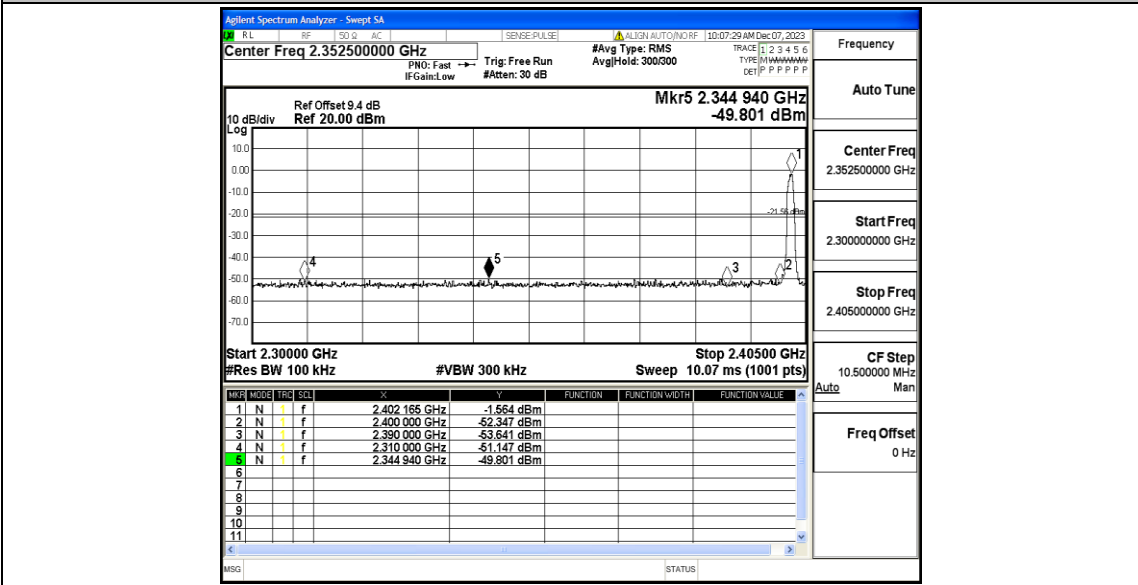 Agilent Spectrum Analyzer - Swept SA
RL RF 50 Ω AC SENSE:PULSE ALIGN AUTO/NO RF 10:07:29 AM Dec 07, 2023
Center Freq 2.352500000 GHz
PNO: Fast
IFGain:Low
Trig: Free Run
#Atten: 30 dB
#Avg Type: RMS
Avg|Hold: 300/300
TRACE 1 2 3 4 5 6
TYPE M WWWWW
DET P P P P P P
Mkr5 2.344 940 GHz
-49.801 dBm
Ref Offset 9.4 dB
10 dB/div Ref 20.00 dBm
Log
10.0
0.00
-10.0
-20.0
-30.0
-40.0
-50.0
-60.0
-70.0
1
-21.56 dBm
4
5
3
2
Start 2.30000 GHz Stop 2.40500 GHz
#Res BW 100 kHz #VBW 300 kHz Sweep 10.07 ms (1001 pts)
MKR MODE TRC SCL X Y FUNCTION FUNCTION WIDTH FUNCTION VALUE
1 N 1 f 2.402 165 GHz -1.564 dBm
2 N 1 f 2.400 000 GHz -52.347 dBm
3 N 1 f 2.390 000 GHz -53.641 dBm
4 N 1 f 2.310 000 GHz -51.147 dBm
5 N 1 f 2.344 940 GHz -49.801 dBm
6
7
8
9
10
11
MSG STATUS
Frequency
Auto Tune
Center Freq
2.352500000 GHz
Start Freq
2.300000000 GHz
Stop Freq
2.405000000 GHz
CF Step
10.500000 MHz
Auto Man
Freq Offset
0 Hz